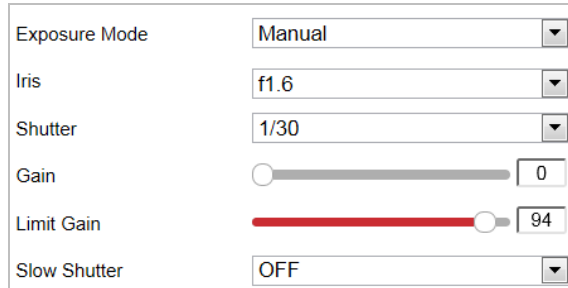 Exposure Mode Manual
Iris f1.6
Shutter 1/30
Gain 0
Limit Gain 94
Slow Shutter OFF